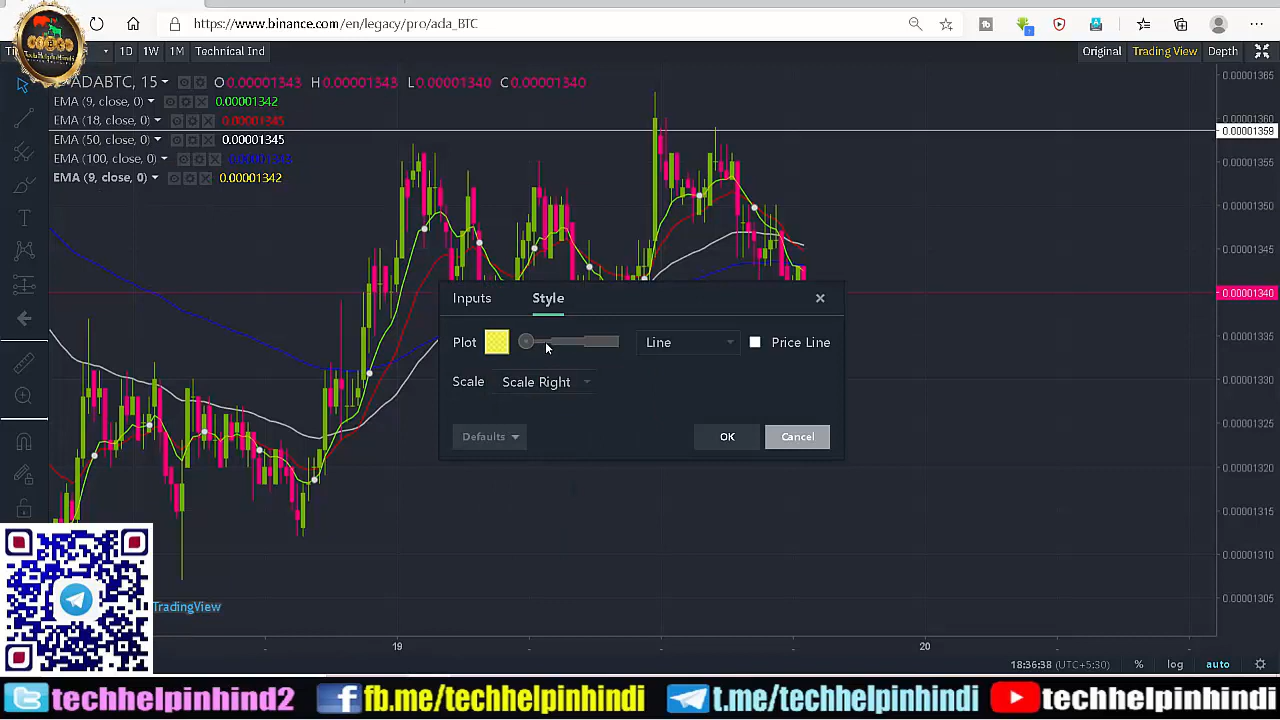 https://www.binance.com/en/legacy/pro/ada_BTC
1D 1W 1M Technical Ind
Original Trading View Depth
ADABTC, 15 O 0.00001343 H 0.00001343 L 0.00001340 C 0.00001340
EMA (9, close, 0) 0.00001342
EMA (18, close, 0) 0.00001345
EMA (50, close, 0) 0.00001345
EMA (100, close, 0)
EMA (9, close, 0) 0.00001342
0.00001365
0.00001360
0.00001359
0.00001355
0.00001350
0.00001345
0.00001340
0.00001335
0.00001330
0.00001325
0.00001320
0.00001315
0.00001310
0.00001305
Inputs Style
Plot Line Price Line
Scale Scale Right
Defaults OK Cancel
TradingView
19 20
18:36:38 (UTC+5:30) % log auto
techhelpinhind2 fb.me/techhelpinhindi t.me/techhelpinhindi techhelpinhindi